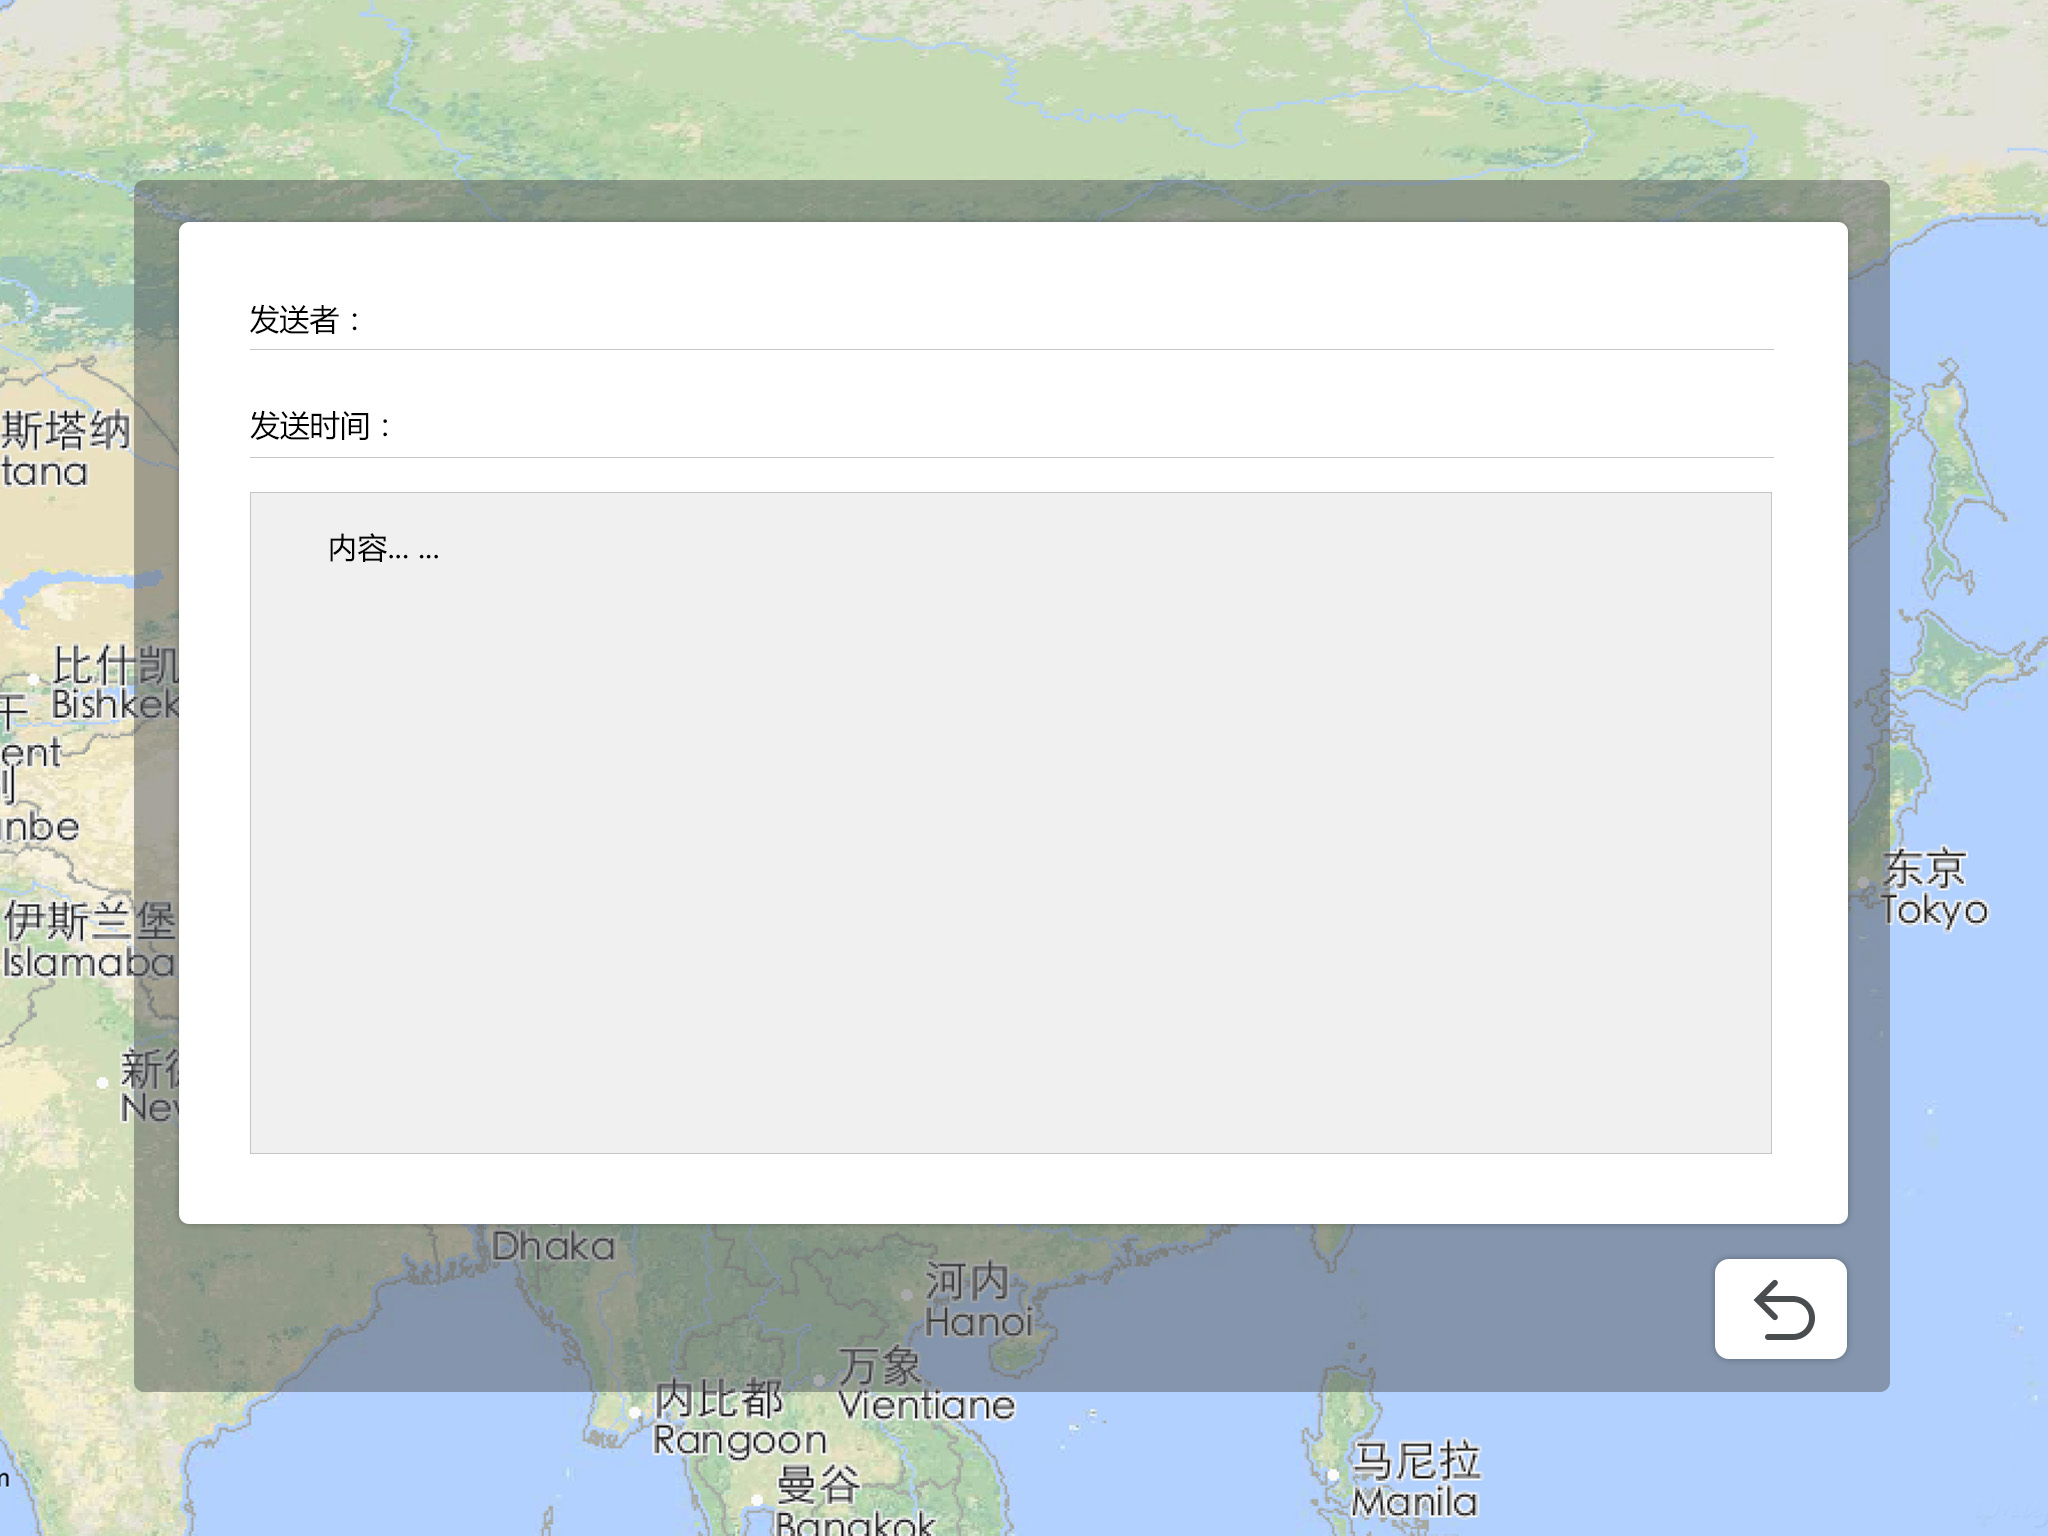 发送者：
发送时间：
内容... ...
斯塔纳
tana
比什凯
Bishkek
干
ent
nbe
伊斯兰堡
Islamaba
东京
Tokyo
新德
New
Dhaka
河内
Hanoi
万象
Vientiane
内比都
Rangoon
曼谷
Bangkok
马尼拉
Manila